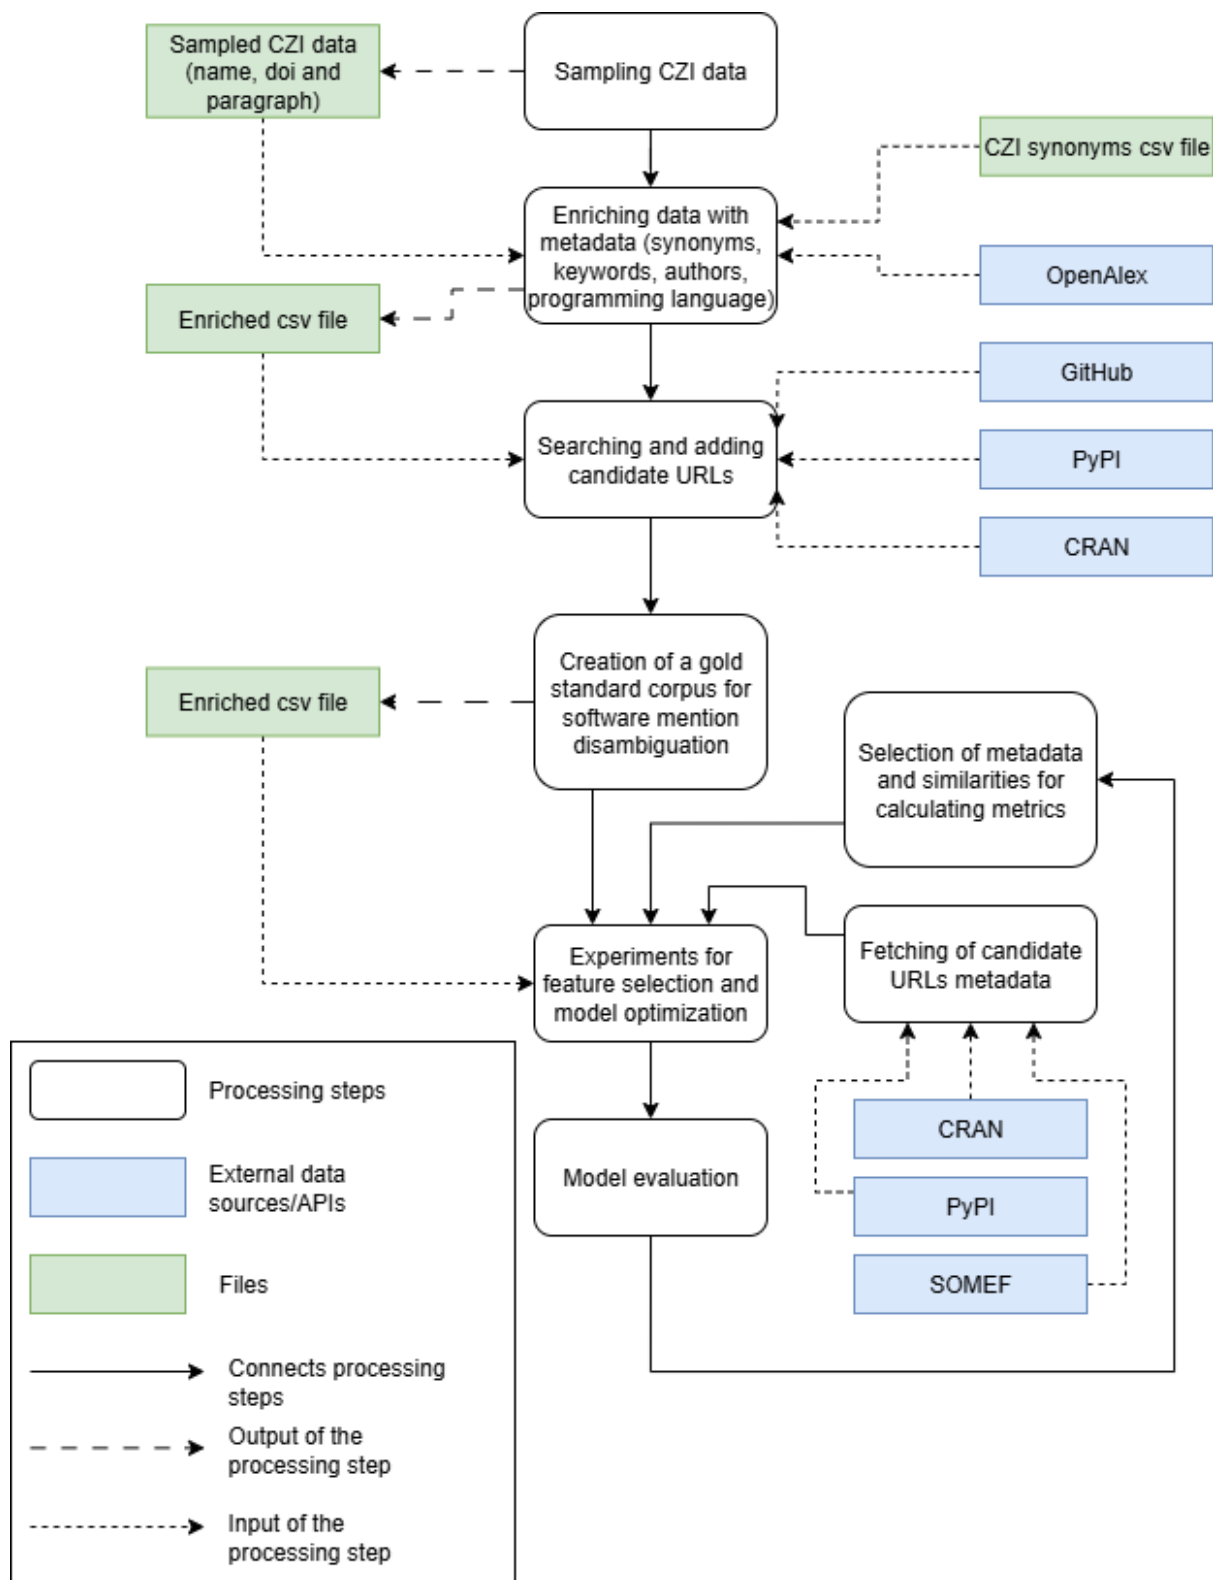 Sampled CZI data
(name, doi and
paragraph)
Sampling CZI data
CZI synonyms csv file
Enriching data with
metadata (synonyms,
keywords, authors,
programming language)
OpenAlex
Enriched csv file
GitHub
Searching and adding
candidate URLs
PyPI
CRAN
Creation of a gold
standard corpus for
software mention
disambiguation
Enriched csv file
Selection of metadata
and similarities for
calculating metrics
Experiments for
feature selection and
model optimization
Fetching of candidate
URLs metadata
CRAN
PyPI
SOMEF
Model evaluation
Processing steps
External data
sources/APIs
Files
Connects processing
steps
Output of the
processing step
Input of the
processing step